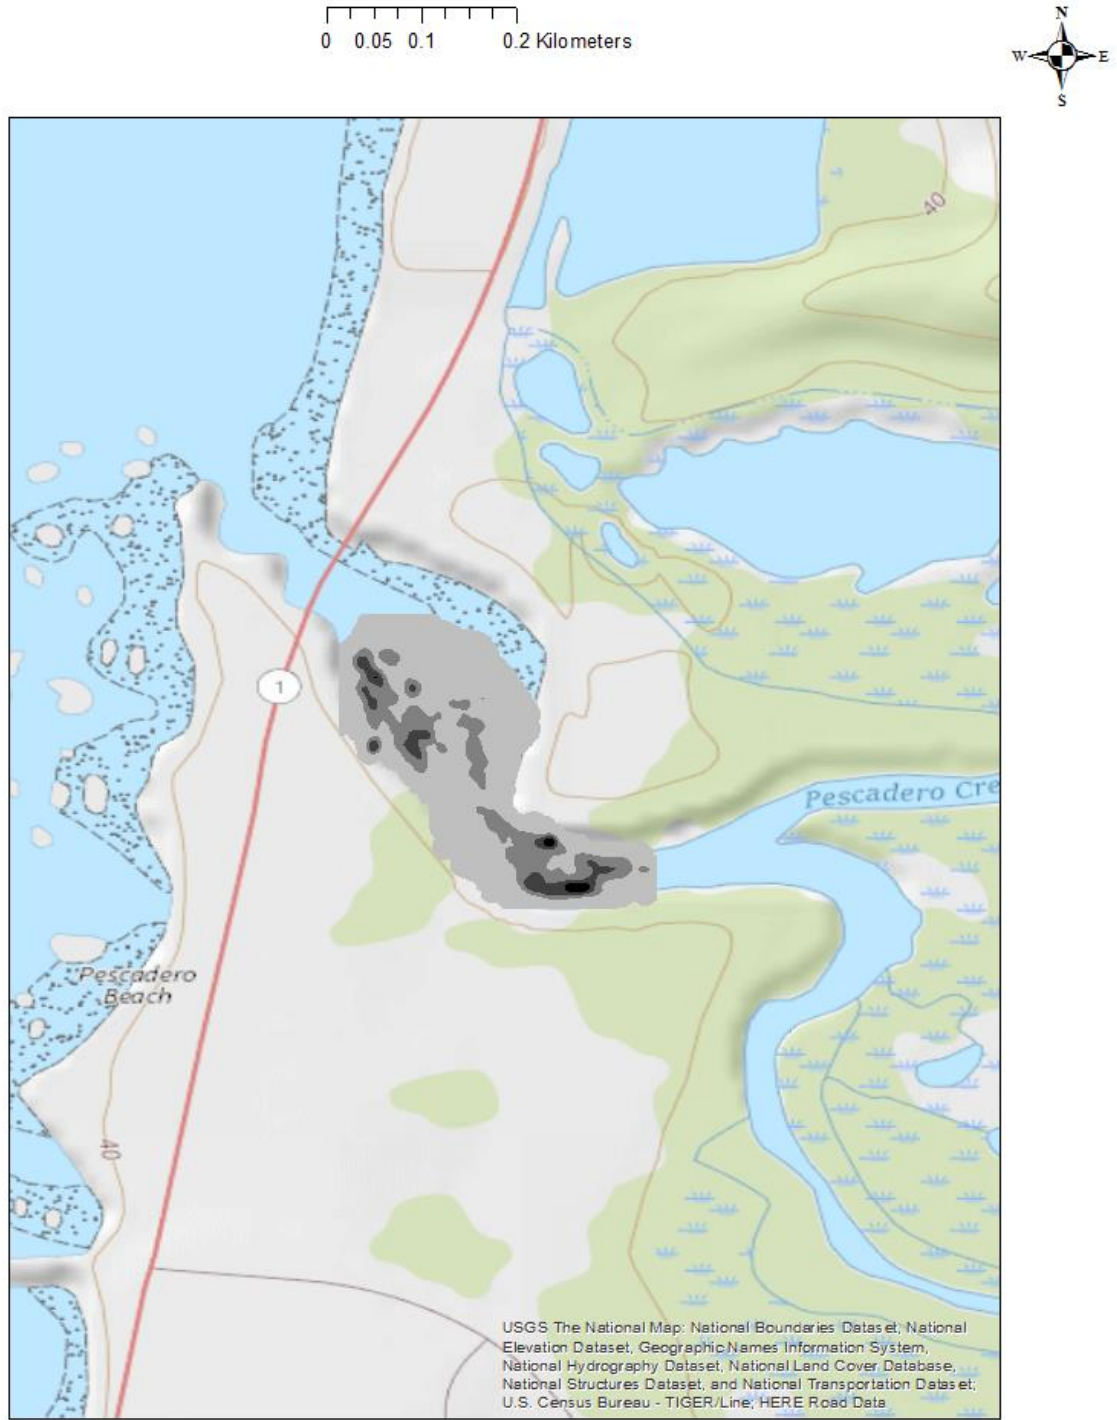 0 0.05 0.1 0.2 Kilometers
N
W E
S
40
1
Pescadero Cre
Pescadero
Beach
40
USGS The National Map: National Boundaries Dataset, National
Elevation Dataset, Geographic Names Information System,
National Hydrography Dataset, National Land Cover Database,
National Structures Dataset, and National Transportation Dataset;
U.S. Census Bureau - TIGER/Line; HERE Road Data